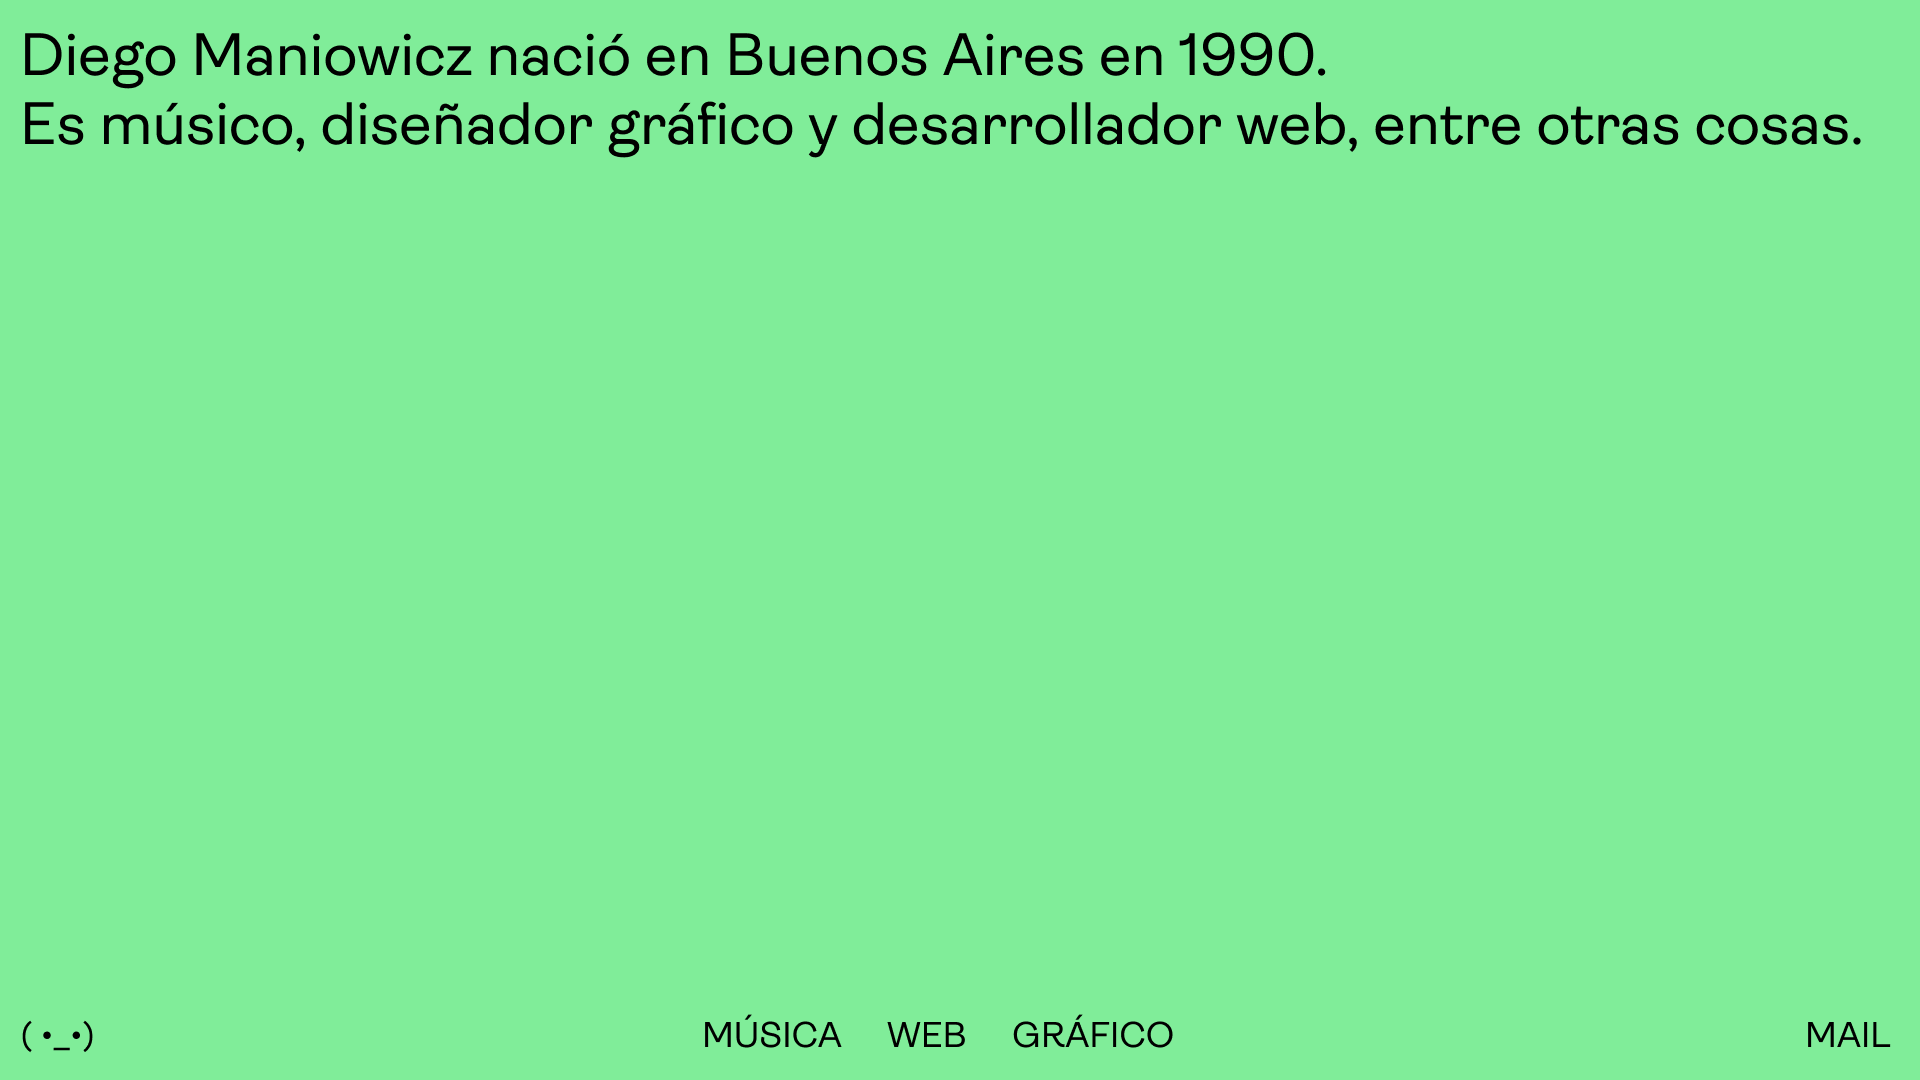 Diego Maniowicz nació en Buenos Aires en 1990.
Es músico, diseñador gráfico y desarrollador web, entre otras cosas.
( •_•)
MÚSICA WEB GRÁFICO
MAIL